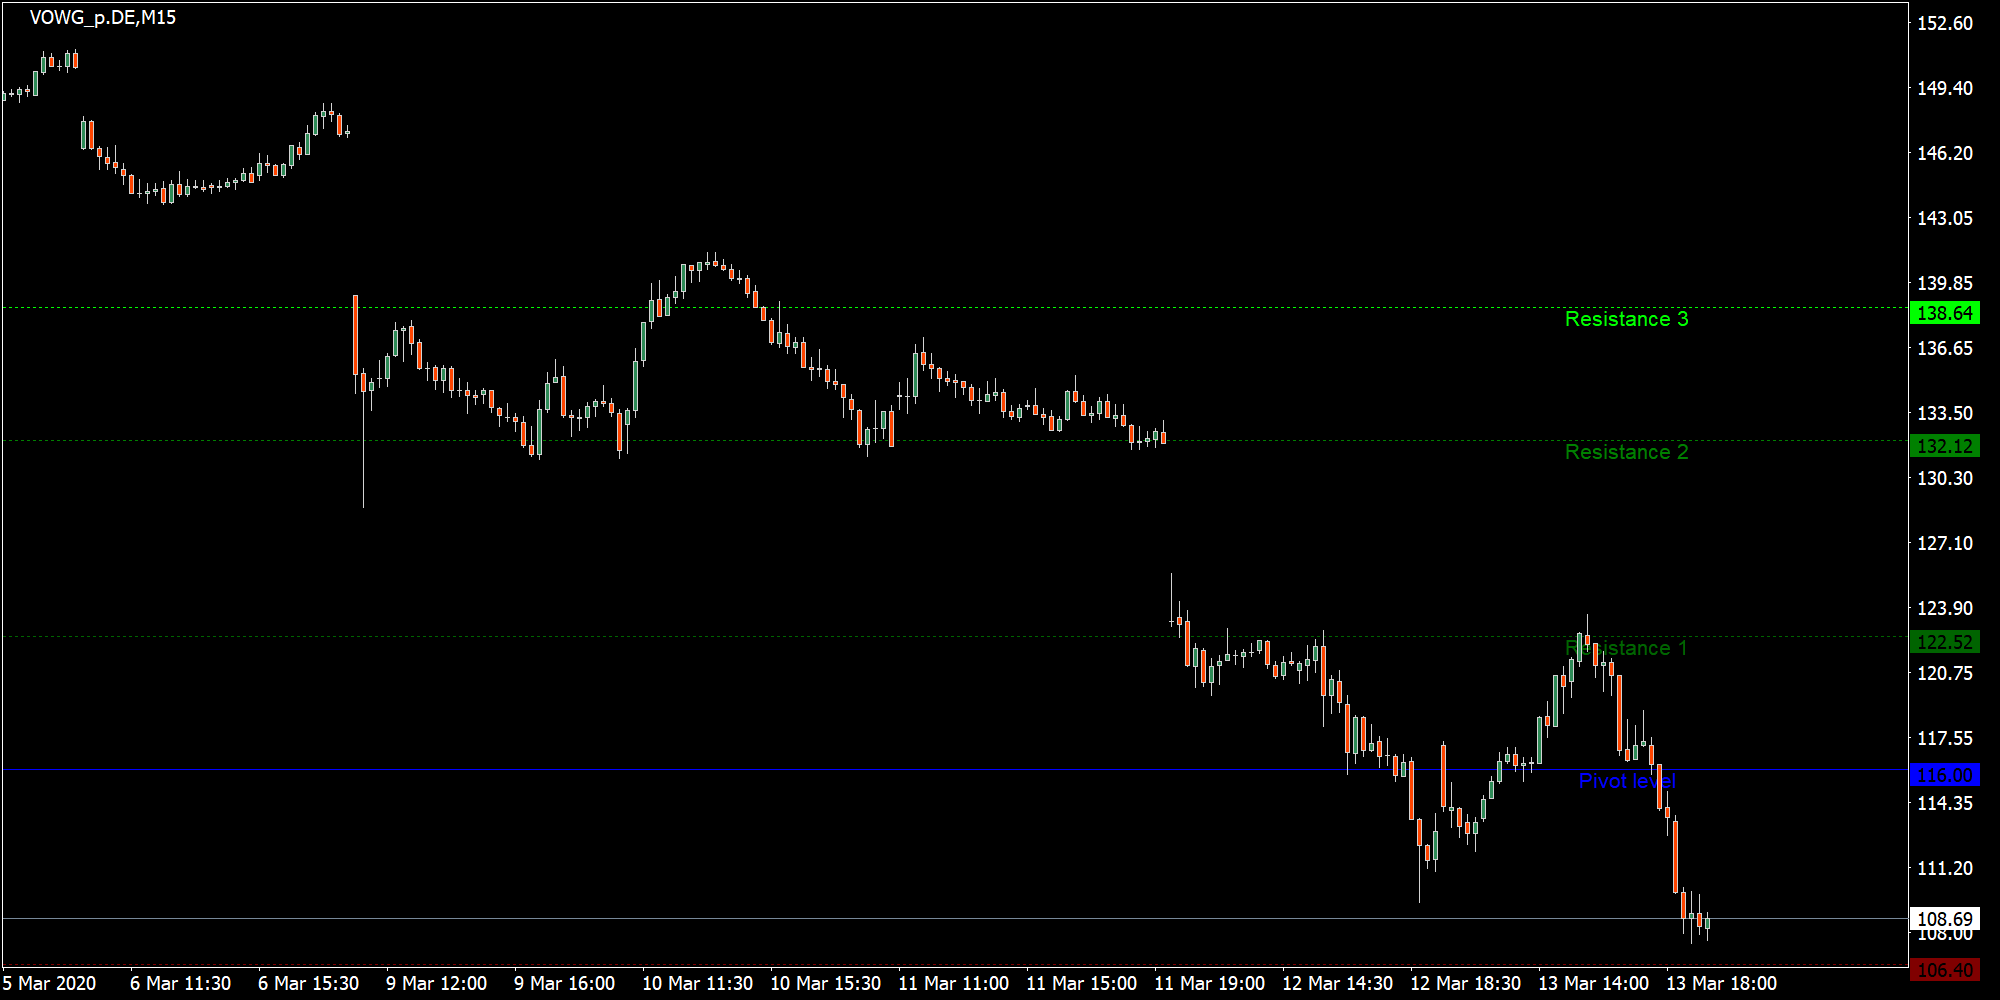 VOWG_p.DE,M15
152.60
149.40
146.20
143.05
139.85
138.64
Resistance 3
136.65
133.50
132.12
Resistance 2
130.30
127.10
123.90
122.52
Resistance 1
120.75
117.55
116.00
Pivot level
114.35
111.20
108.69
108.00
106.40
5 Mar 2020
6 Mar 11:30
6 Mar 15:30
9 Mar 12:00
9 Mar 16:00
10 Mar 11:30
10 Mar 15:30
11 Mar 11:00
11 Mar 15:00
11 Mar 19:00
12 Mar 14:30
12 Mar 18:30
13 Mar 14:00
13 Mar 18:00